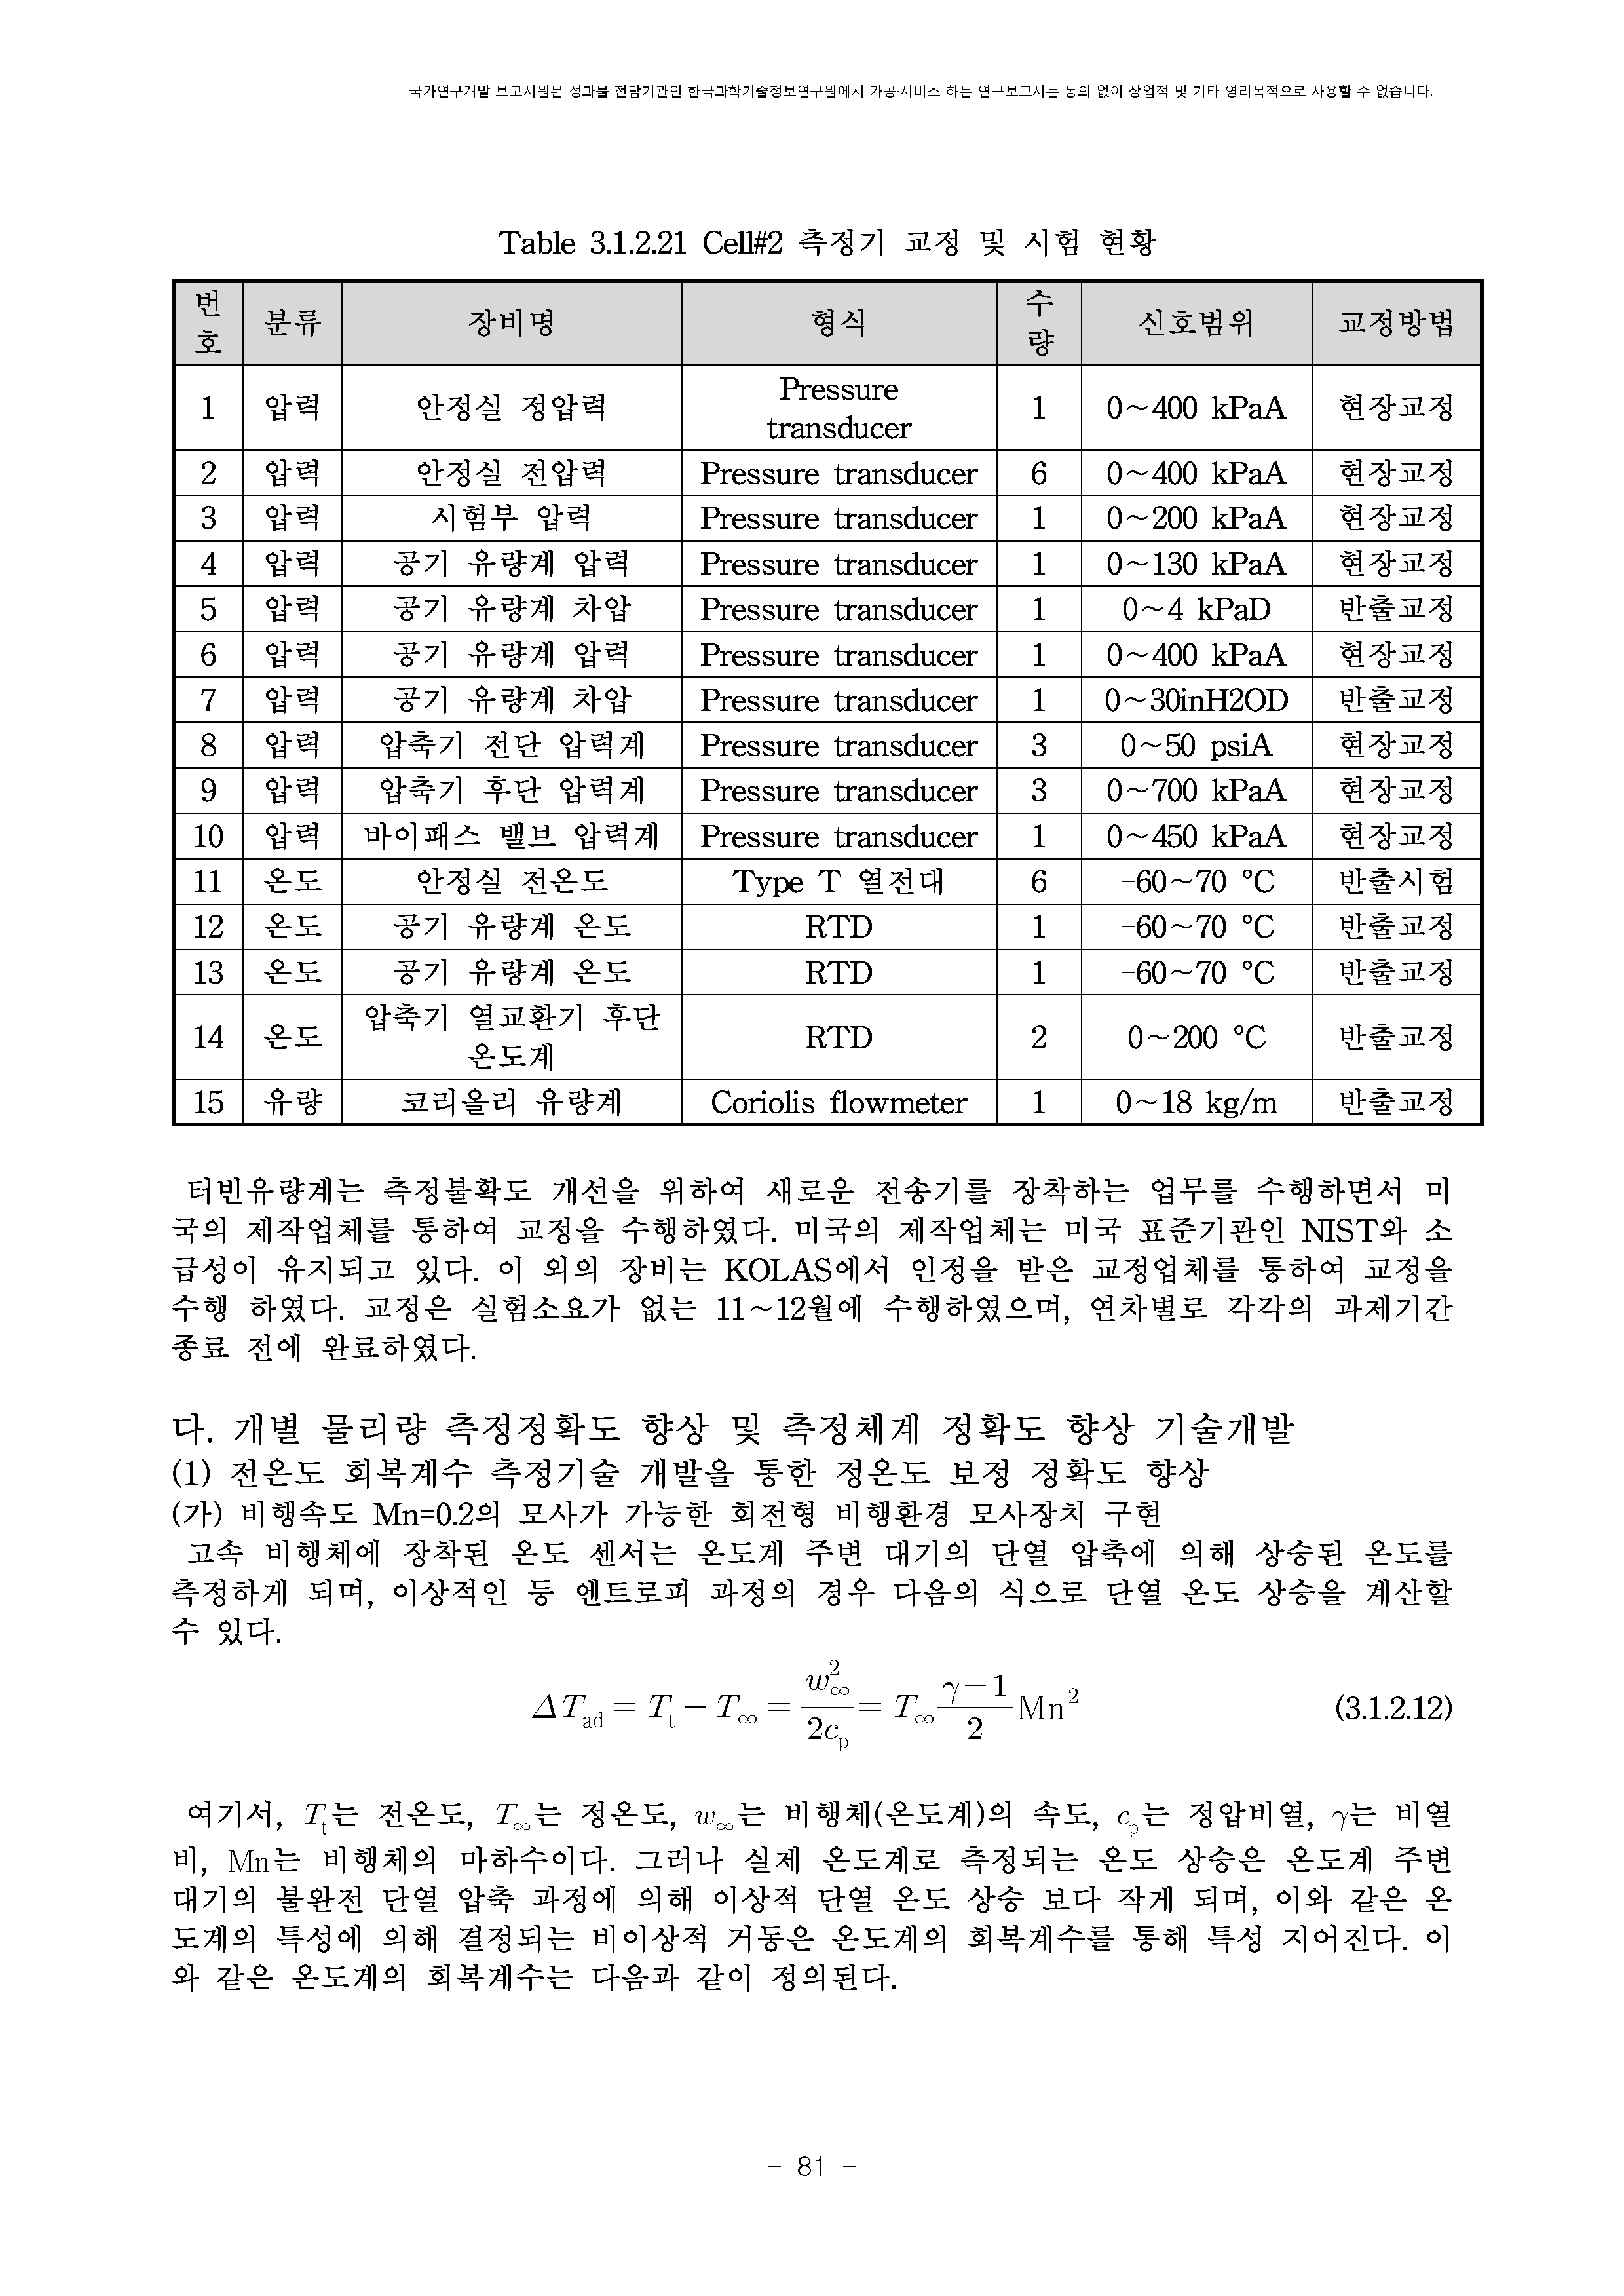 국가연구개발 보고서원문 성과물 전담기관인 한국과학기술정보연구원에서 가공·서비스 하는 연구보고서는 동의 없이 상업적 및 기타 영리목적으로 사용할 수 없습니다.
Table 3.1.2.21 Cell#2 측정기 교정 및 시험 현황
번호 분류 장비명 형식 수량 신호범위 교정방법
1 압력 안정실 정압력 Pressure transducer 1 0~400 kPaA 현장교정
2 압력 안정실 전압력 Pressure transducer 6 0~400 kPaA 현장교정
3 압력 시험부 압력 Pressure transducer 1 0~200 kPaA 현장교정
4 압력 공기 유량계 압력 Pressure transducer 1 0~130 kPaA 현장교정
5 압력 공기 유량계 차압 Pressure transducer 1 0~4 kPaD 반출교정
6 압력 공기 유량계 압력 Pressure transducer 1 0~400 kPaA 현장교정
7 압력 공기 유량계 차압 Pressure transducer 1 0~30inH2OD 반출교정
8 압력 압축기 전단 압력계 Pressure transducer 3 0~50 psiA 현장교정
9 압력 압축기 후단 압력계 Pressure transducer 3 0~700 kPaA 현장교정
10 압력 바이패스 밸브 압력계 Pressure transducer 1 0~450 kPaA 현장교정
11 온도 안정실 전온도 Type T 열전대 6 -60~70 ℃ 반출시험
12 온도 공기 유량계 온도 RTD 1 -60~70 ℃ 반출교정
13 온도 공기 유량계 온도 RTD 1 -60~70 ℃ 반출교정
14 온도 압축기 열교환기 후단 온도계 RTD 2 0~200 ℃ 반출교정
15 유량 코리올리 유량계 Coriolis flowmeter 1 0~18 kg/m 반출교정
터빈유량계는 측정불확도 개선을 위하여 새로운 전송기를 장착하는 업무를 수행하면서 미
국의 제작업체를 통하여 교정을 수행하였다. 미국의 제작업체는 미국 표준기관인 NIST와 소
급성이 유지되고 있다. 이 외의 장비는 KOLAS에서 인정을 받은 교정업체를 통하여 교정을
수행 하였다. 교정은 실험소요가 없는 11~12월에 수행하였으며, 연차별로 각각의 과제기간
종료 전에 완료하였다.
다. 개별 물리량 측정정확도 향상 및 측정체계 정확도 향상 기술개발
(1) 전온도 회복계수 측정기술 개발을 통한 정온도 보정 정확도 향상
(가) 비행속도 Mn=0.2의 모사가 가능한 회전형 비행환경 모사장치 구현
고속 비행체에 장착된 온도 센서는 온도계 주변 대기의 단열 압축에 의해 상승된 온도를
측정하게 되며, 이상적인 등 엔트로피 과정의 경우 다음의 식으로 단열 온도 상승을 계산할
수 있다.
ΔT_ad = T_t − T_∞ = w_∞^2 / 2c_p = T_∞ (γ−1)/2 Mn^2 (3.1.2.12)
여기서, T_t는 전온도, T_∞는 정온도, w_∞는 비행체(온도계)의 속도, c_p는 정압비열, γ는 비열
비, Mn는 비행체의 마하수이다. 그러나 실제 온도계로 측정되는 온도 상승은 온도계 주변
대기의 불완전 단열 압축 과정에 의해 이상적 단열 온도 상승 보다 작게 되며, 이와 같은 온
도계의 특성에 의해 결정되는 비이상적 거동은 온도계의 회복계수를 통해 특성 지어진다. 이
와 같은 온도계의 회복계수는 다음과 같이 정의된다.
- 81 -